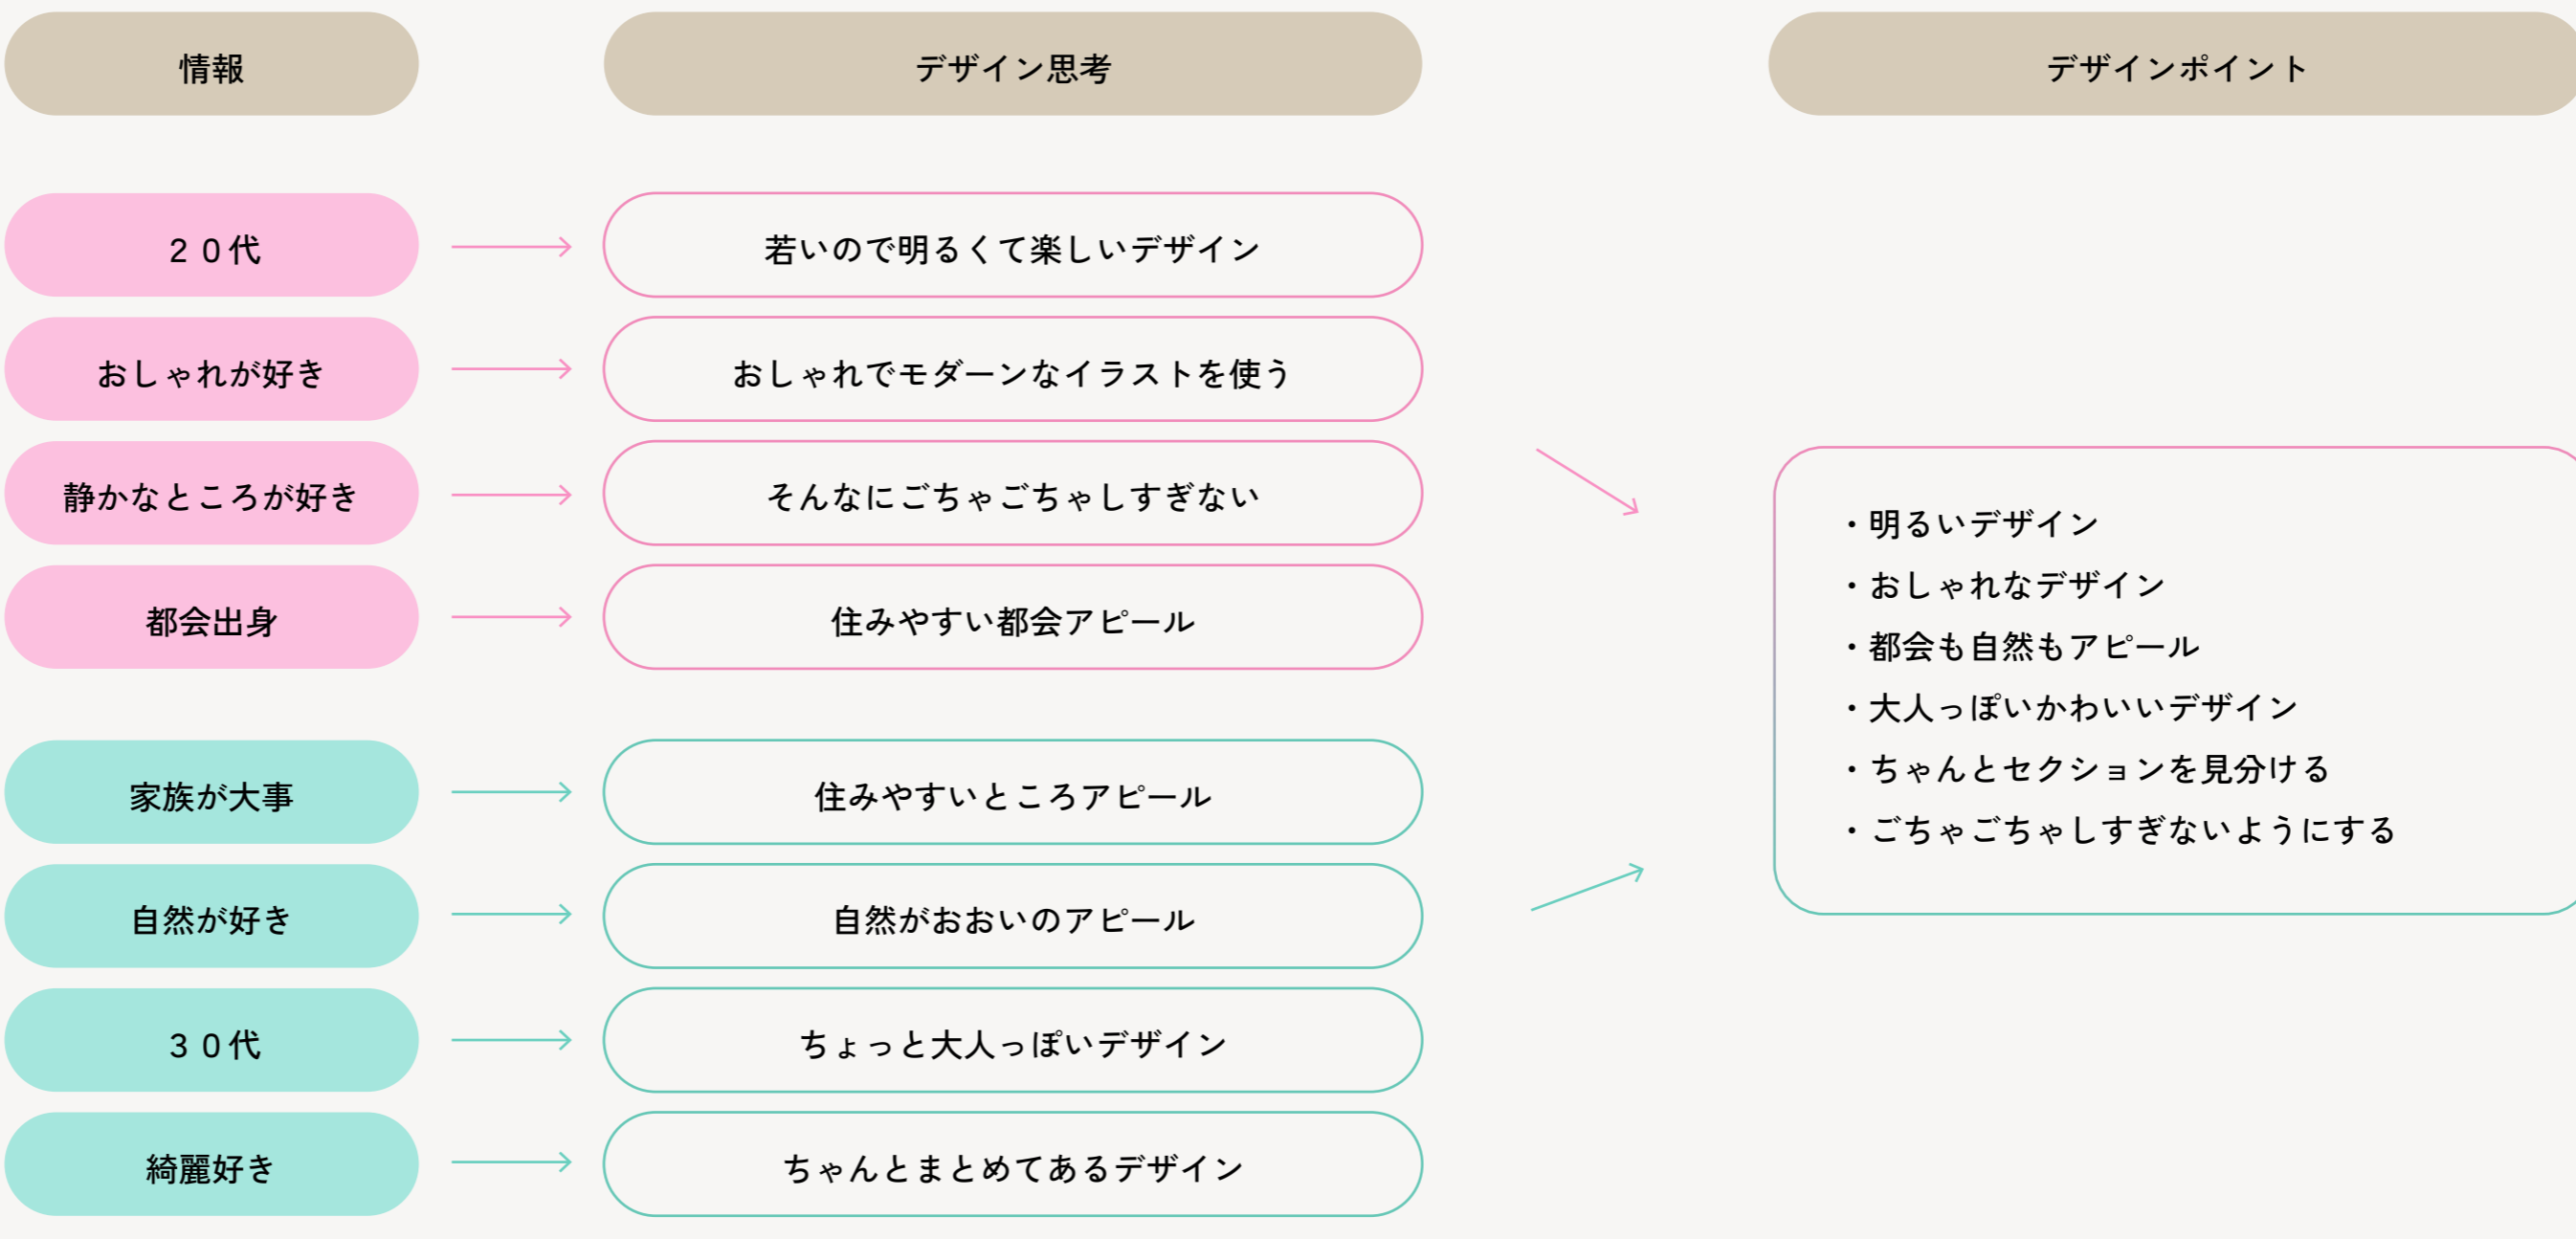 情報
デザイン思考
デザインポイント
２０代
若いので明るくて楽しいデザイン
おしゃれが好き
おしゃれでモダーンなイラストを使う
静かなところが好き
そんなにごちゃごちゃしすぎない
都会出身
住みやすい都会アピール
家族が大事
住みやすいところアピール
自然が好き
自然がおおいのアピール
３０代
ちょっと大人っぽいデザイン
綺麗好き
ちゃんとまとめてあるデザイン
・明るいデザイン
・おしゃれなデザイン
・都会も自然もアピール
・大人っぽいかわいいデザイン
・ちゃんとセクションを見分ける
・ごちゃごちゃしすぎないようにする